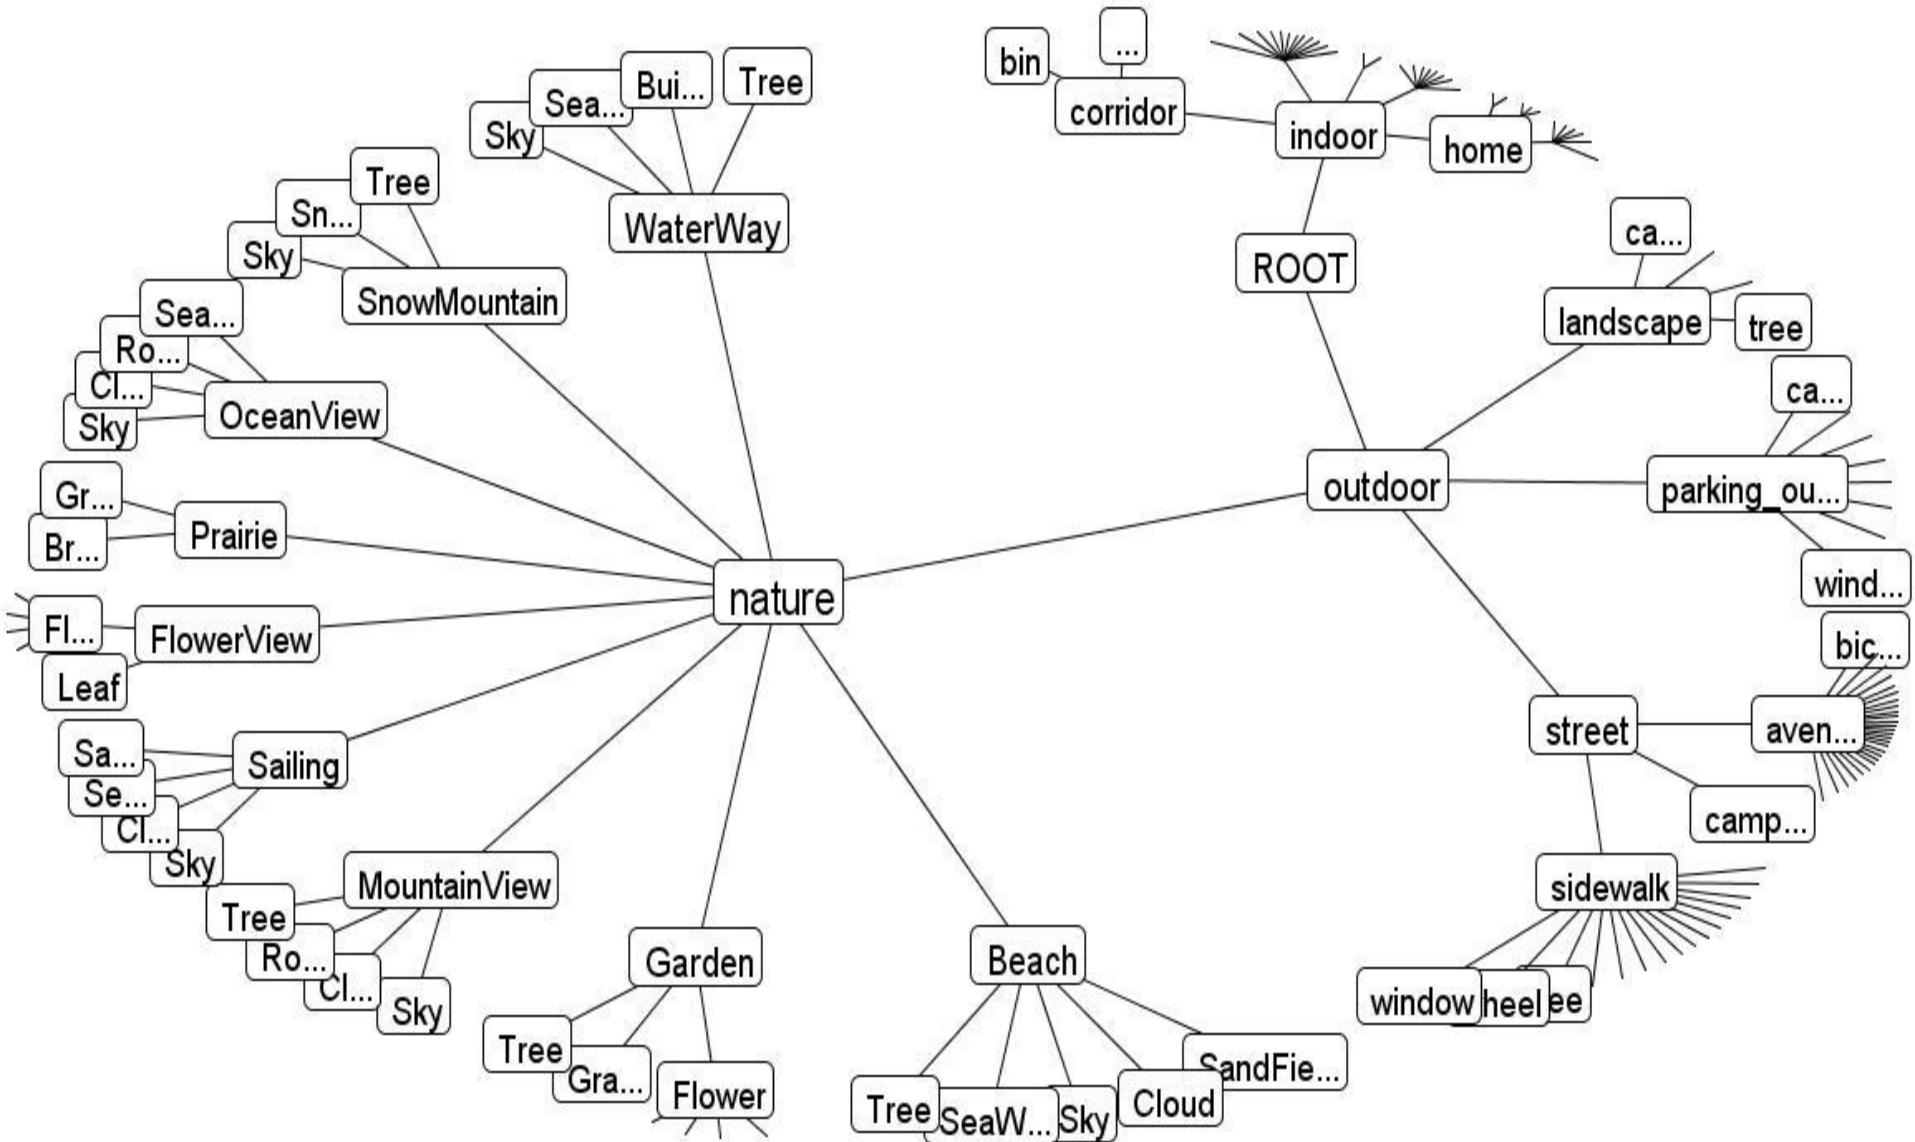 bin
...
corridor
indoor
home
Sky
Sea...
Bui...
Tree
WaterWay
Sky
Sn...
Tree
SnowMountain
ROOT
ca...
landscape
tree
Sea...
Ro...
Cl...
Sky
OceanView
ca...
parking_ou...
wind...
outdoor
Gr...
Br...
Prairie
nature
Fl...
Leaf
FlowerView
bic...
aven...
street
camp...
sidewalk
window
heel
ee
Sa...
Se...
Cl...
Sky
Sailing
MountainView
Tree
Ro...
Cl...
Sky
Garden
Tree
Gra...
Flower
Beach
Tree
SeaW...
Sky
Cloud
SandFie...